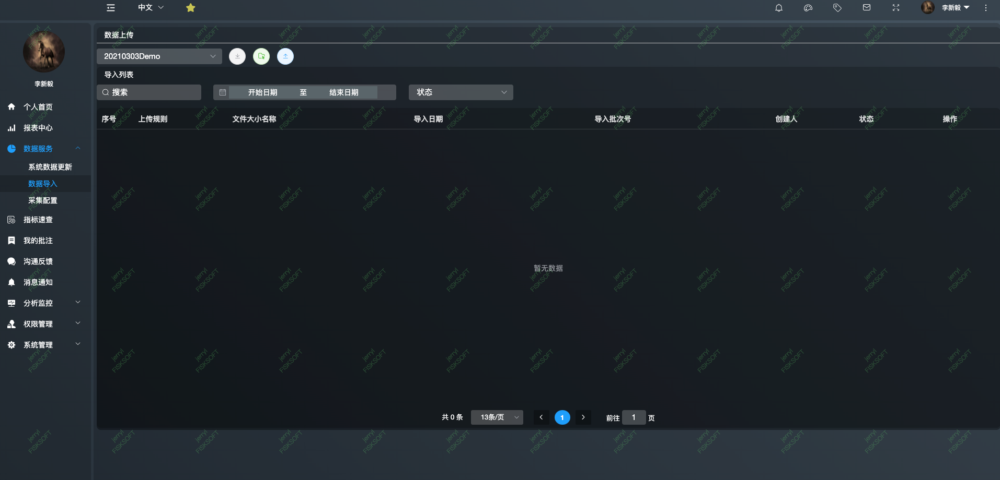 中文
李新毅
李新毅
个人首页
报表中心
数据服务
系统数据更新
数据导入
采集配置
指标速查
我的批注
沟通反馈
消息通知
分析监控
权限管理
系统管理
数据上传
20210303Demo
导入列表
搜索 开始日期 至 结束日期 状态
序号 上传规则 文件大小名称 导入日期 导入批次号 创建人 状态 操作
暂无数据
共 0 条 13条/页 1 前往 1 页
jerryl
FISKSOFT